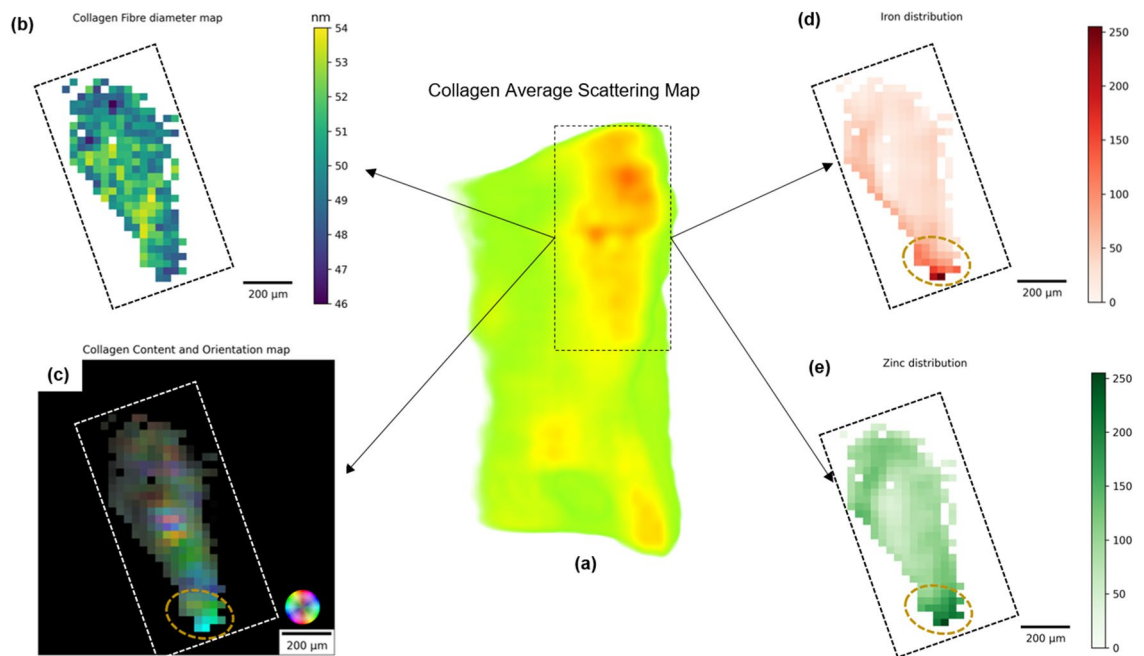 (b)
Collagen Fibre diameter map
nm
54
53
52
51
50
49
48
47
46
200 µm
Collagen Average Scattering Map
(d)
Iron distribution
250
200
150
100
50
0
200 µm
Collagen Content and Orientation map
(c)
200 µm
(a)
(e)
Zinc distribution
250
200
150
100
50
0
200 µm